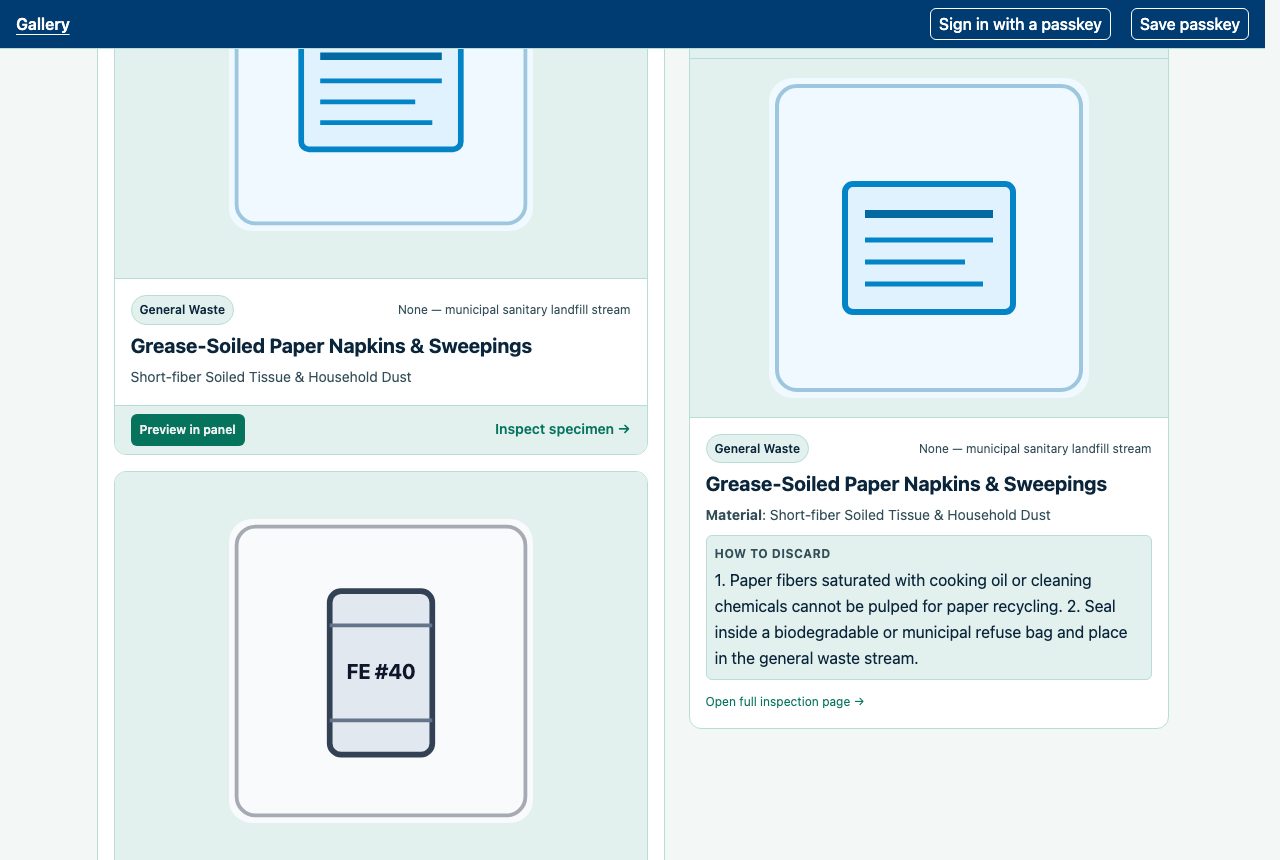 Gallery
Sign in with a passkey
Save passkey
General Waste
None — municipal sanitary landfill stream
Grease-Soiled Paper Napkins & Sweepings
Short-fiber Soiled Tissue & Household Dust
Preview in panel
Inspect specimen →
FE #40
General Waste
None — municipal sanitary landfill stream
Grease-Soiled Paper Napkins & Sweepings
Material: Short-fiber Soiled Tissue & Household Dust
HOW TO DISCARD
1. Paper fibers saturated with cooking oil or cleaning
chemicals cannot be pulped for paper recycling. 2. Seal
inside a biodegradable or municipal refuse bag and place
in the general waste stream.
Open full inspection page →